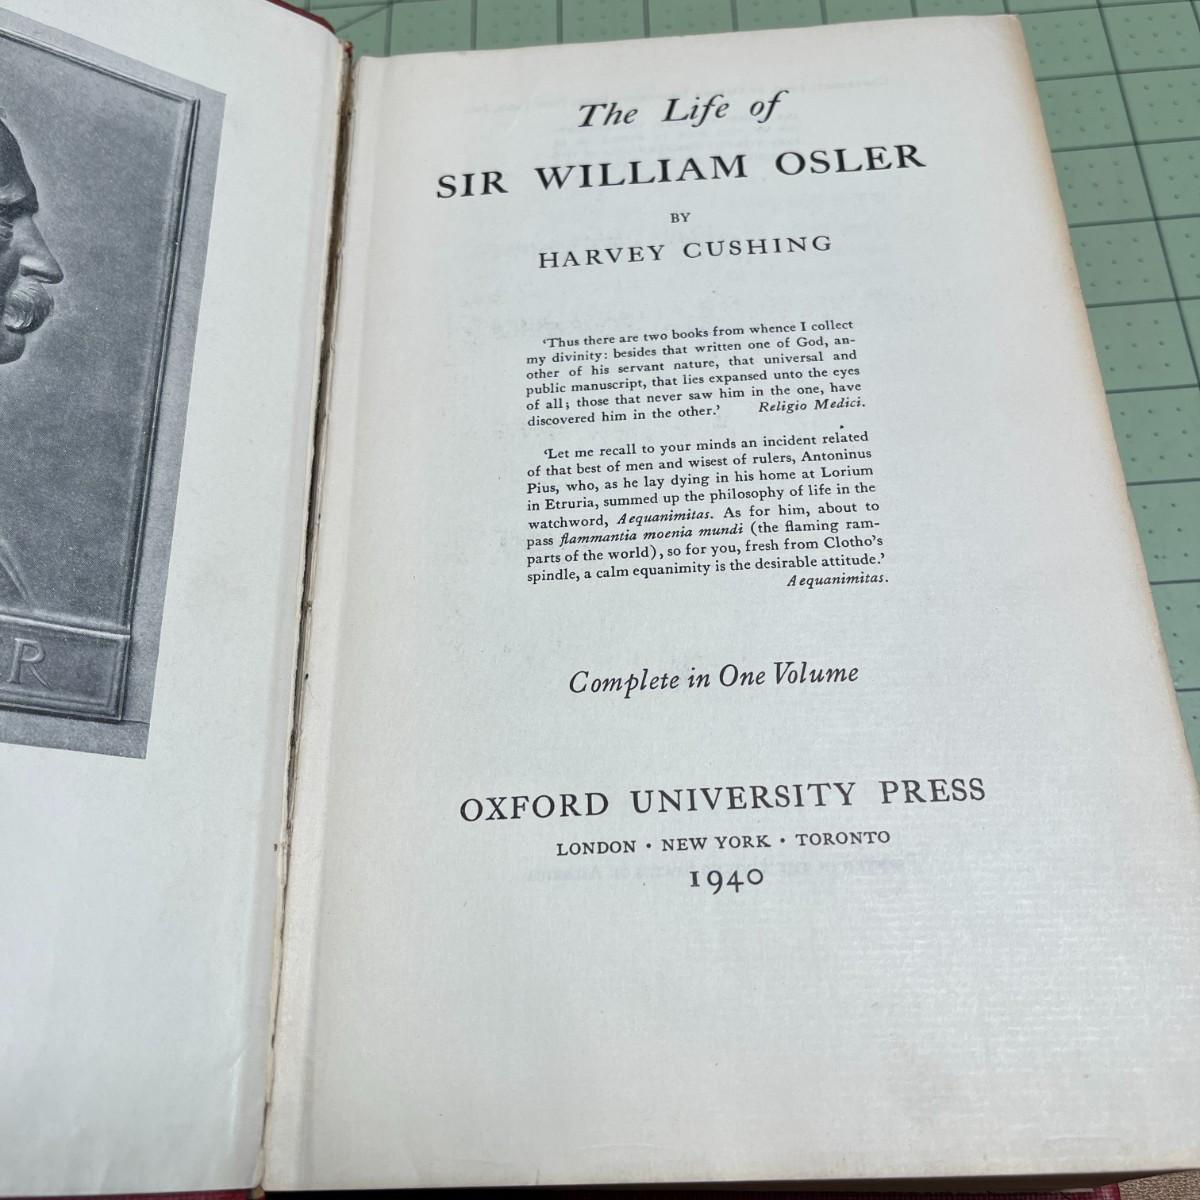 The Life of
SIR WILLIAM OSLER
BY
HARVEY CUSHING
‘Thus there are two books from whence I collect
my divinity: besides that written one of God, an-
other of his servant nature, that universal and
public manuscript, that lies expansed unto the eyes
of all; those that never saw him in the one, have
discovered him in the other.’ Religio Medici.
‘Let me recall to your minds an incident related
of that best of men and wisest of rulers, Antoninus
Pius, who, as he lay dying in his home at Lorium
in Etruria, summed up the philosophy of life in the
watchword, Aequanimitas. As for him, about to
pass flammantia moenia mundi (the flaming ram-
parts of the world), so for you, fresh from Clotho's
spindle, a calm equanimity is the desirable attitude.’
Aequanimitas.
Complete in One Volume
OXFORD UNIVERSITY PRESS
LONDON · NEW YORK · TORONTO
1940
R